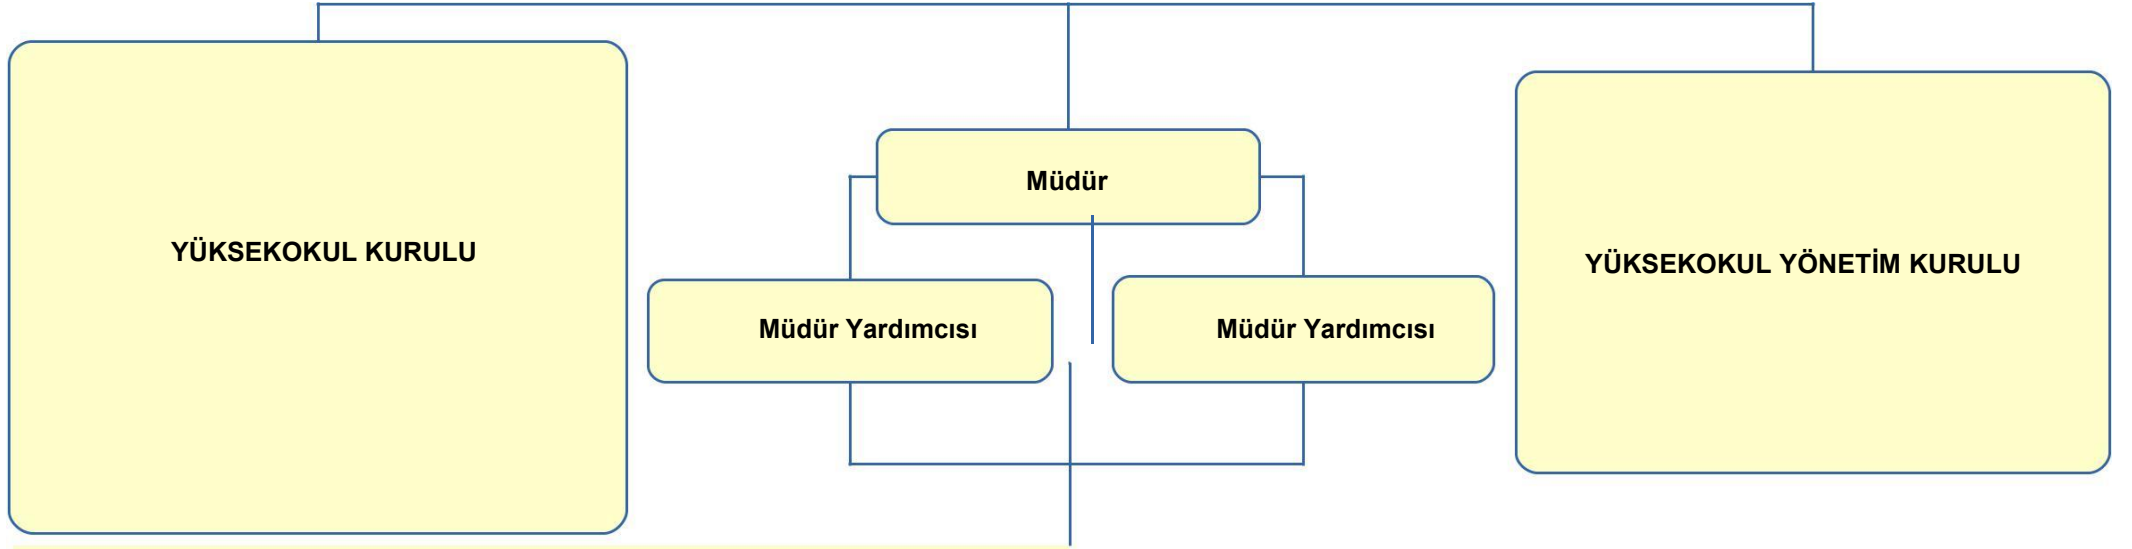 Müdür
YÜKSEKOKUL KURULU
YÜKSEKOKUL YÖNETİM KURULU
Müdür Yardımcısı
Müdür Yardımcısı